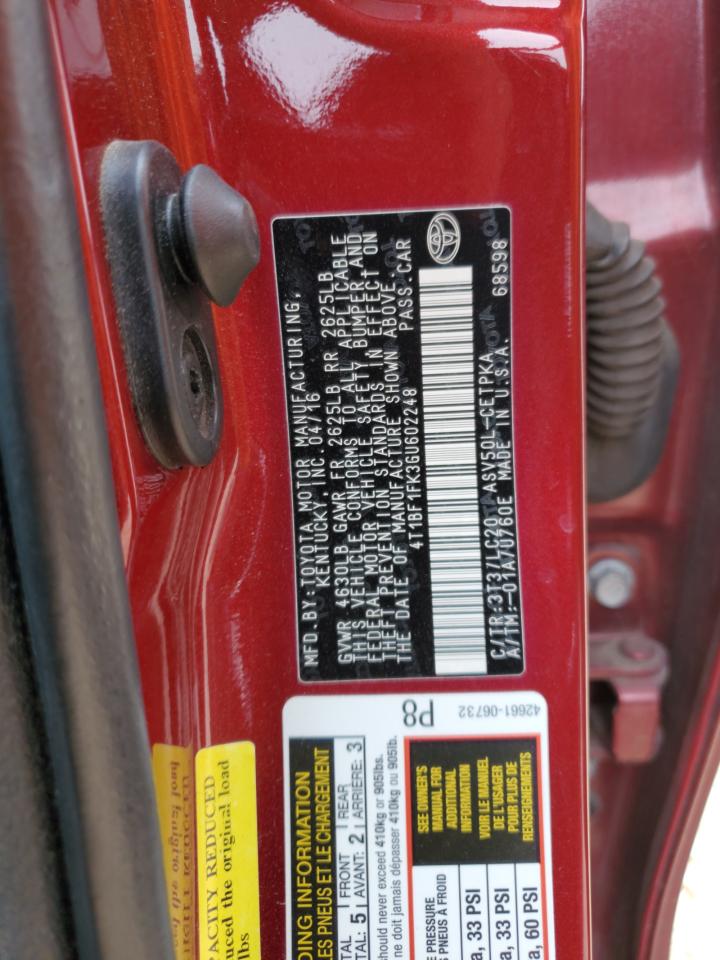 MFD.BY:TOYOTA MOTOR MANUFACTURING,
KENTUCKY, INC. 04/16
GVWR 4630LB GAWR FR 2625LB RR 2625LB
THIS VEHICLE CONFORMS TO ALL APPLICABLE
FEDERAL MOTOR VEHICLE SAFETY, BUMPER, AND
THEFT PREVENTION STANDARDS IN EFFECT ON
THE DATE OF MANUFACTURE SHOWN ABOVE.
4T1BF1FK3GU602248 PASS. CAR
C/TR:3T3/LC20 ASV50L-CETPKA
A/TM:-01A/U760E MADE IN U.S.A. 68598
P8
42661-06732
DING INFORMATION
LES PNEUS ET LE CHARGEMENT
TAL 5 FRONT 2 REAR 3
TAL: AVANT: ARRIÈRE:
hould never exceed 410kg or 905lbs.
ne doit jamais dépasser 410kg ou 905lb.
PRESSURE
PNEUS À FROID
SEE OWNER'S
MANUAL FOR
ADDITIONAL
INFORMATION
VOIR LE MANUEL
DE L'USAGER
POUR PLUS DE
RENSEIGNEMENTS
a, 33 PSI
a, 33 PSI
a, 60 PSI
PACITY REDUCED
uced the original load
lbs